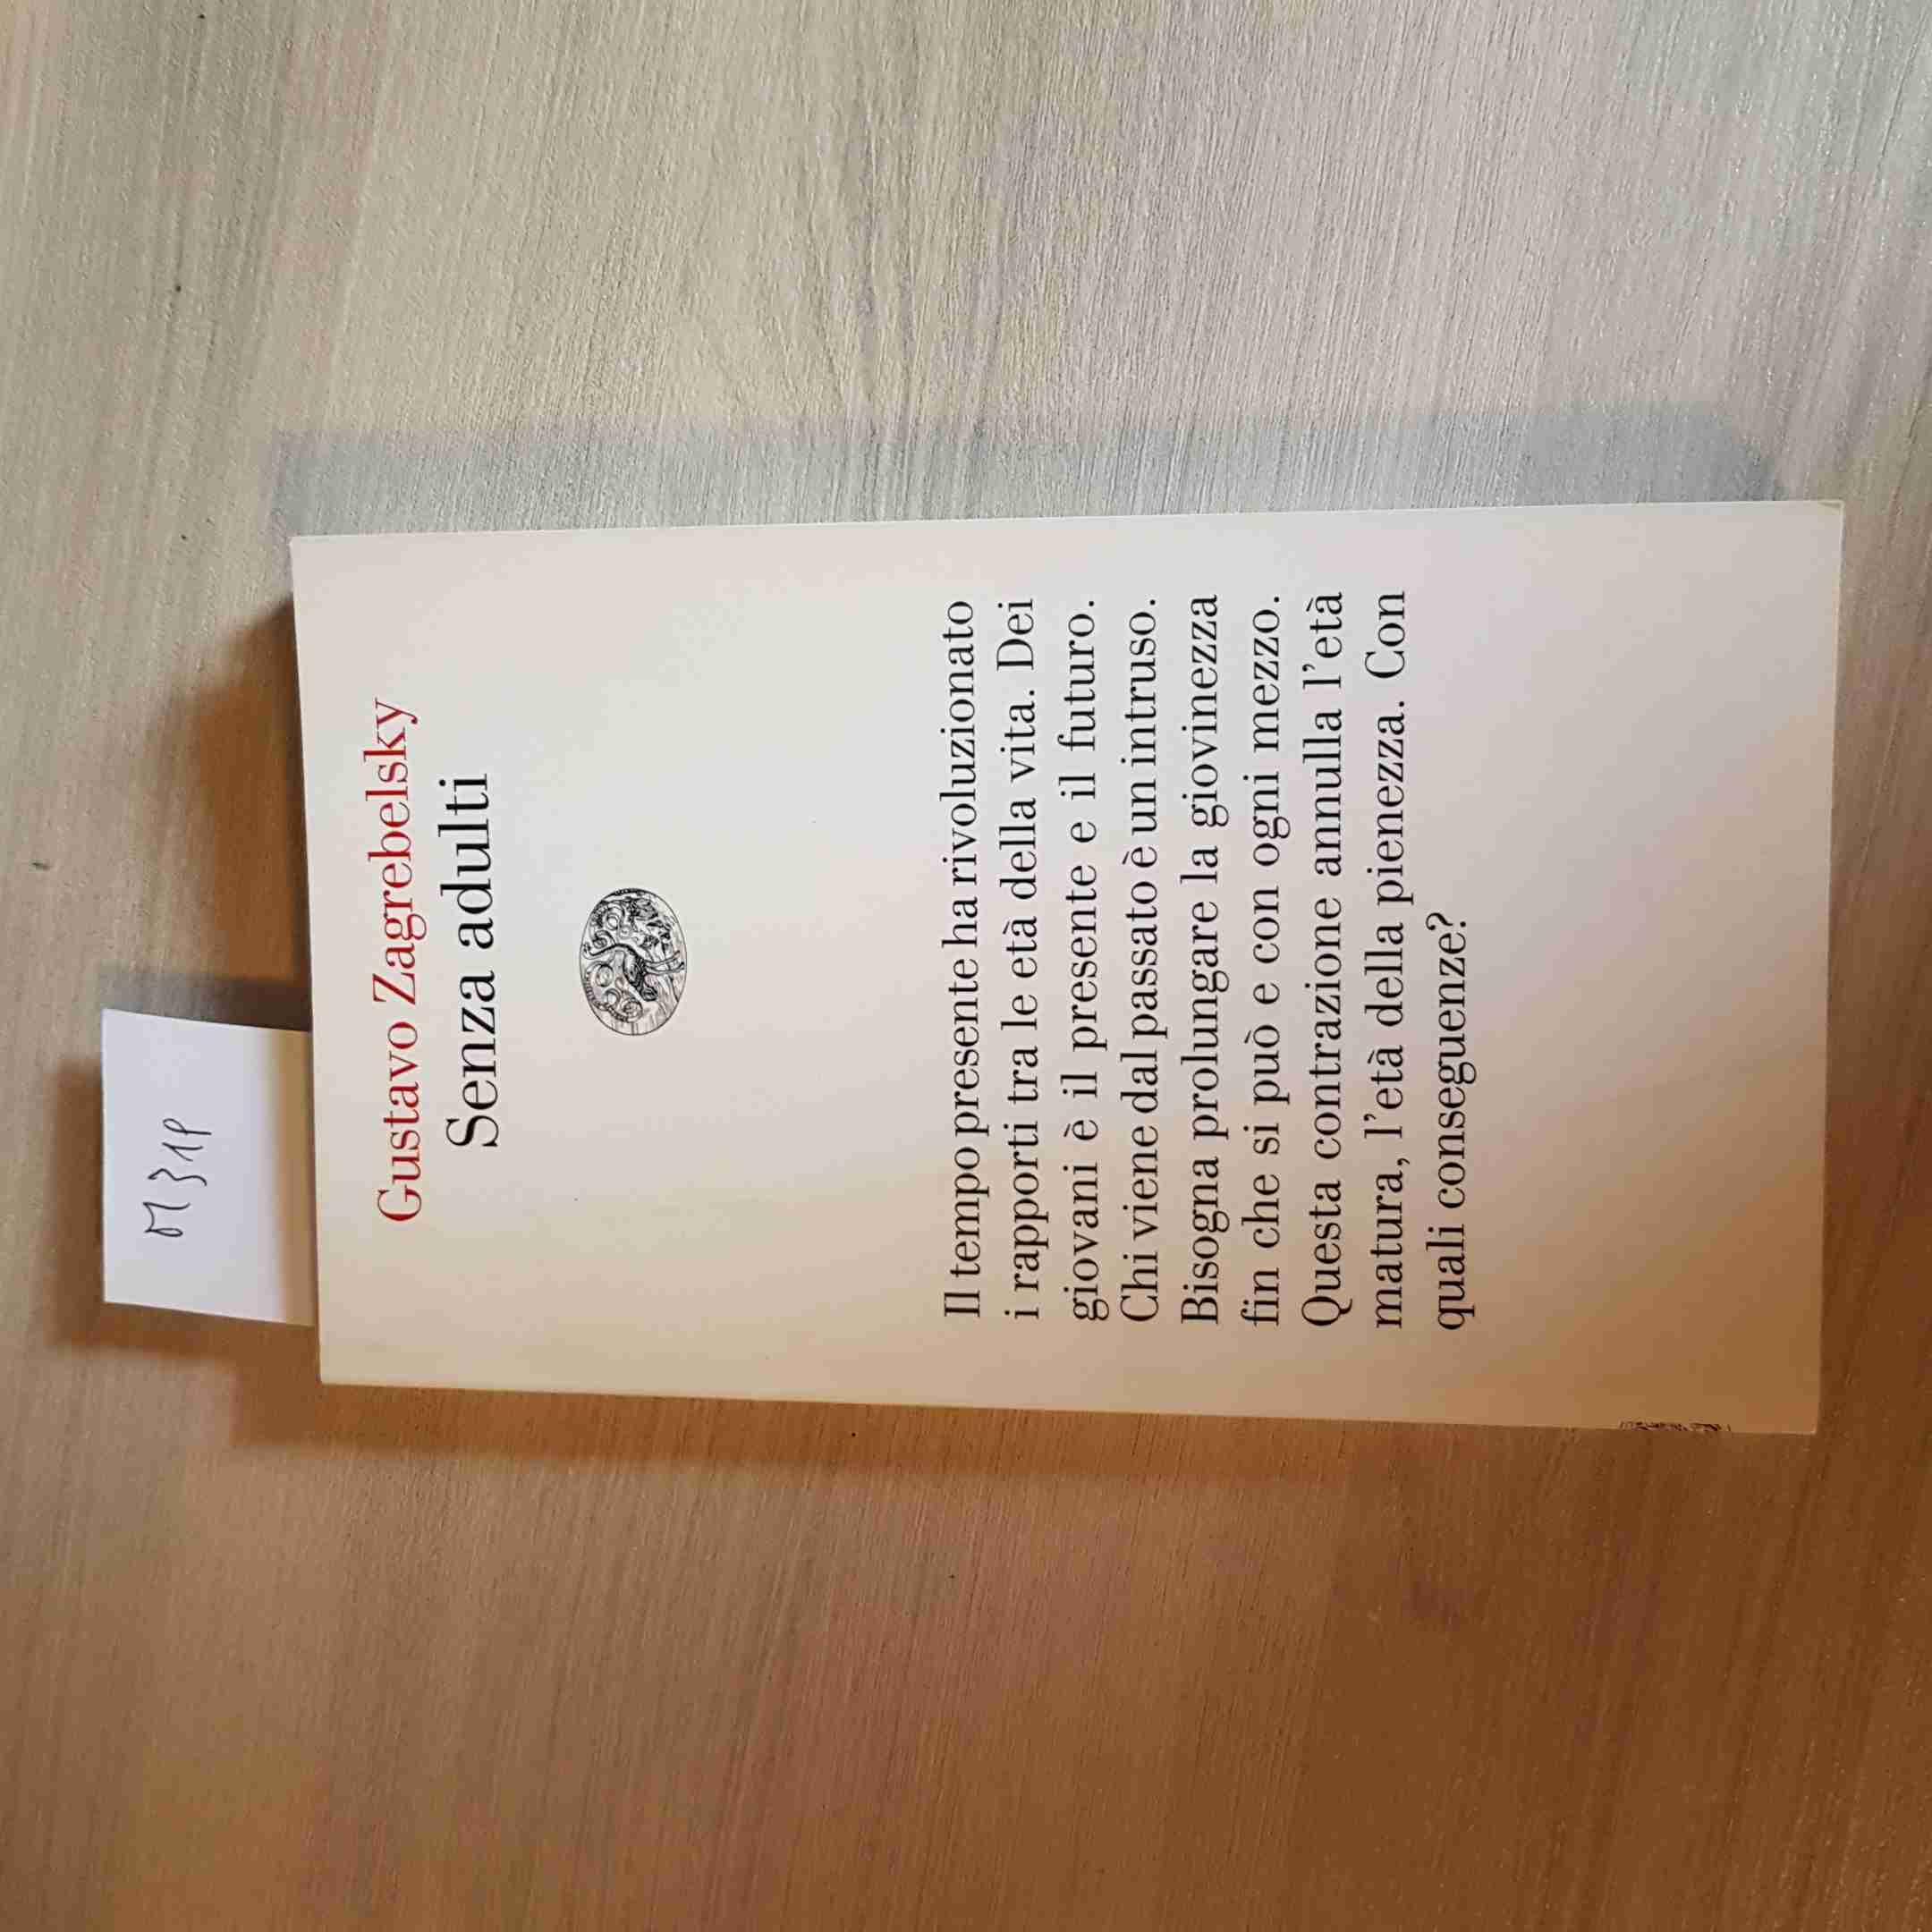 Gustavo Zagrebelsky
Senza adulti
Il tempo presente ha rivoluzionato
i rapporti tra le età della vita. Dei
giovani è il presente e il futuro.
Chi viene dal passato è un intruso.
Bisogna prolungare la giovinezza
fin che si può e con ogni mezzo.
Questa contrazione annulla l'età
matura, l'età della pienezza. Con
quali conseguenze?